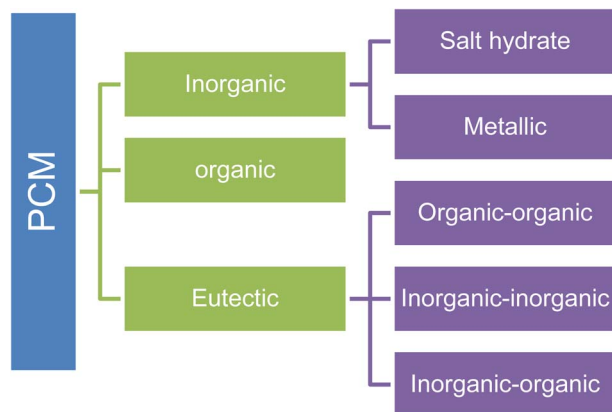 PCM
Inorganic
Salt hydrate
Metallic
organic
Eutectic
Organic-organic
Inorganic-inorganic
Inorganic-organic